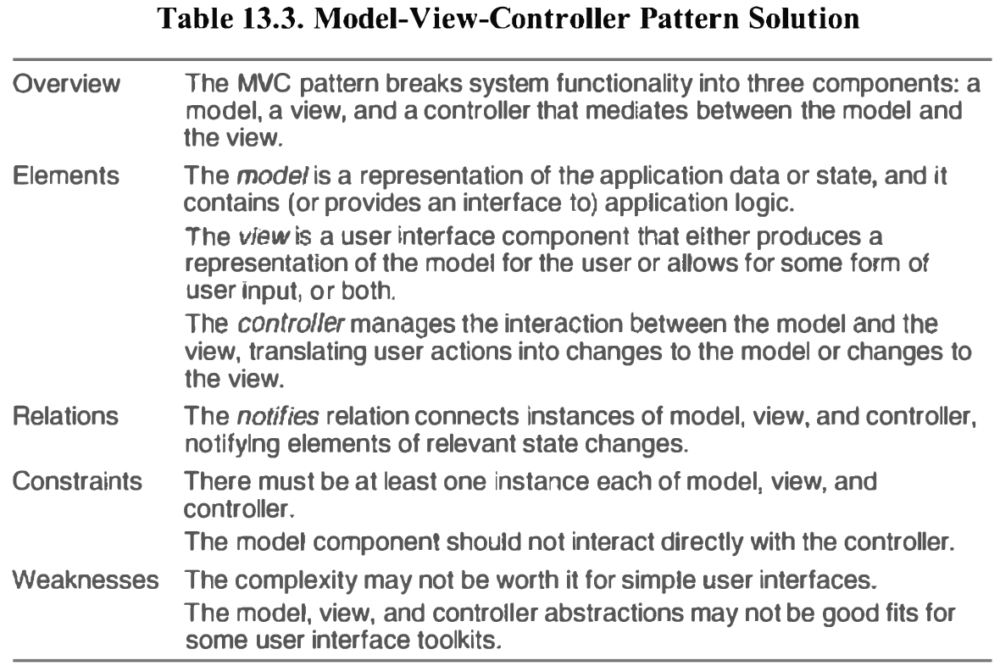 Table 13.3. Model-View-Controller Pattern Solution
Overview The MVC pattern breaks system functionality into three components: a
model, a view, and a controller that mediates between the model and
the view.
Elements The model is a representation of the application data or state, and it
contains (or provides an interface to) application logic.
The view is a user interface component that either produces a
representation of the model for the user or allows for some form of
user input, or both.
The controller manages the interaction between the model and the
view, translating user actions into changes to the model or changes to
the view.
Relations The notifies relation connects instances of model, view, and controller,
notifying elements of relevant state changes.
Constraints There must be at least one instance each of model, view, and
controller.
The model component should not interact directly with the controller.
Weaknesses The complexity may not be worth it for simple user interfaces.
The model, view, and controller abstractions may not be good fits for
some user interface toolkits.